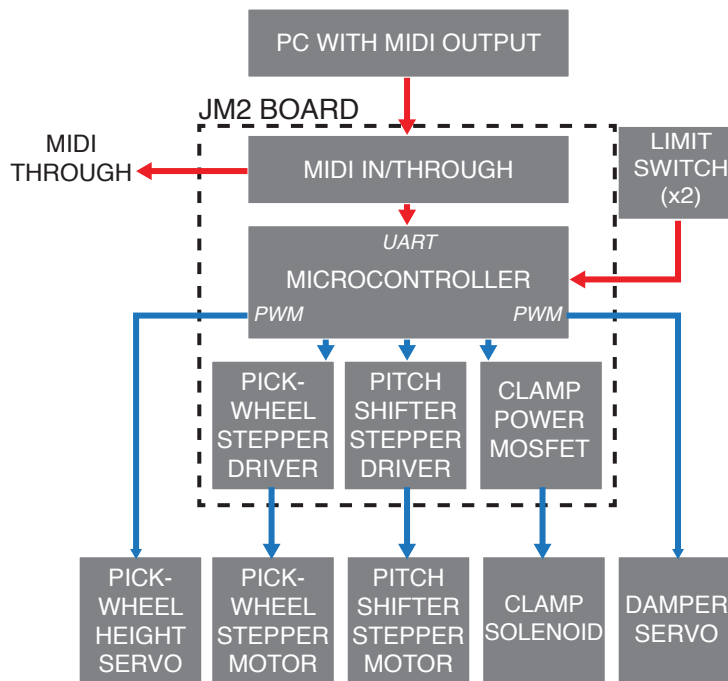 PC WITH MIDI OUTPUT
JM2 BOARD
MIDI
THROUGH
MIDI IN/THROUGH
LIMIT
SWITCH
(x2)
UART
MICROCONTROLLER
PWM
PWM
PICK-
WHEEL
STEPPER
DRIVER
PITCH
SHIFTER
STEPPER
DRIVER
CLAMP
POWER
MOSFET
PICK-
WHEEL
HEIGHT
SERVO
PICK-
WHEEL
STEPPER
MOTOR
PITCH
SHIFTER
STEPPER
MOTOR
CLAMP
SOLENOID
DAMPER
SERVO